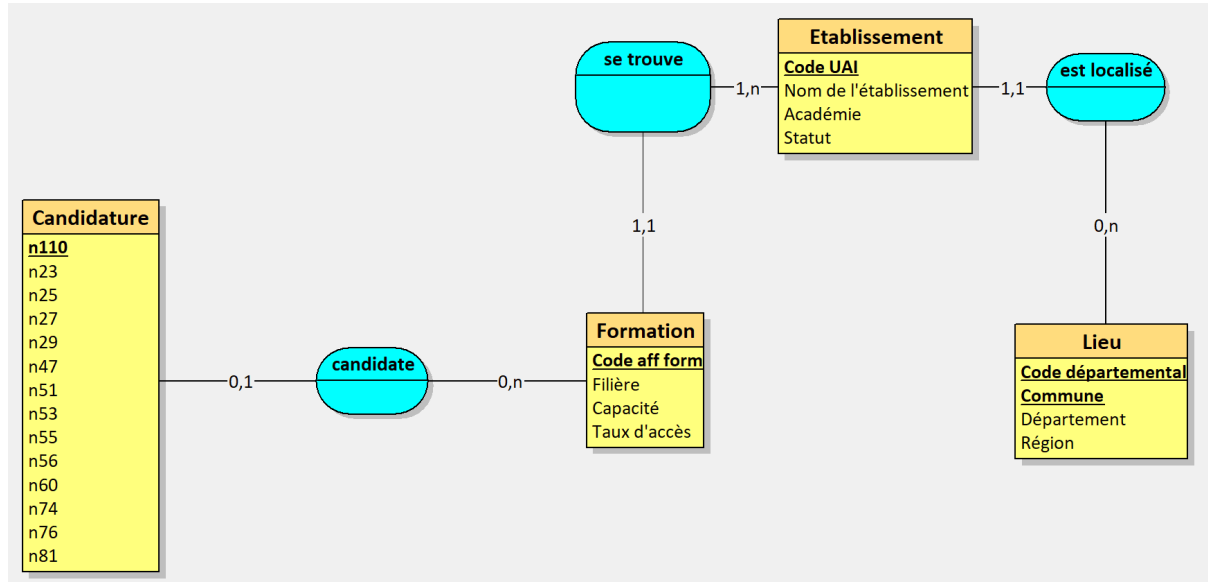 Etablissement
Code UAI
Nom de l'établissement
Académie
Statut
se trouve
1,n
1,1
est localisé
1,1
0,n
Candidature
n110
n23
n25
n27
n29
n47
n51
n53
n55
n56
n60
n74
n76
n81
0,1
candidate
0,n
Formation
Code aff form
Filière
Capacité
Taux d'accès
Lieu
Code départemental
Commune
Département
Région